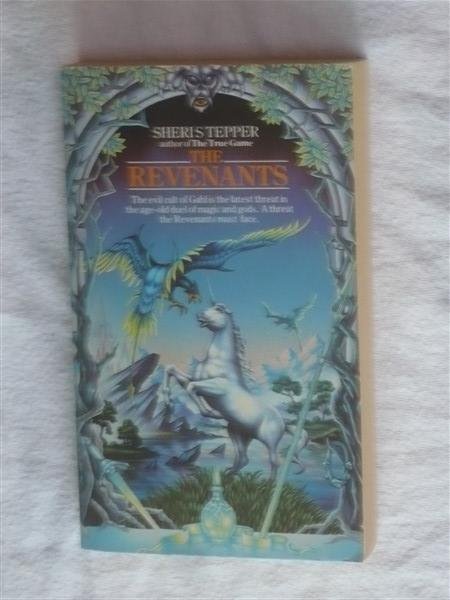 SHERI S TEPPER
author of The True Game
THE
REVENANTS
The evil cult of Gahl is the latest threat in
the age-old duel of magic and gods. A threat
the Revenants must face.